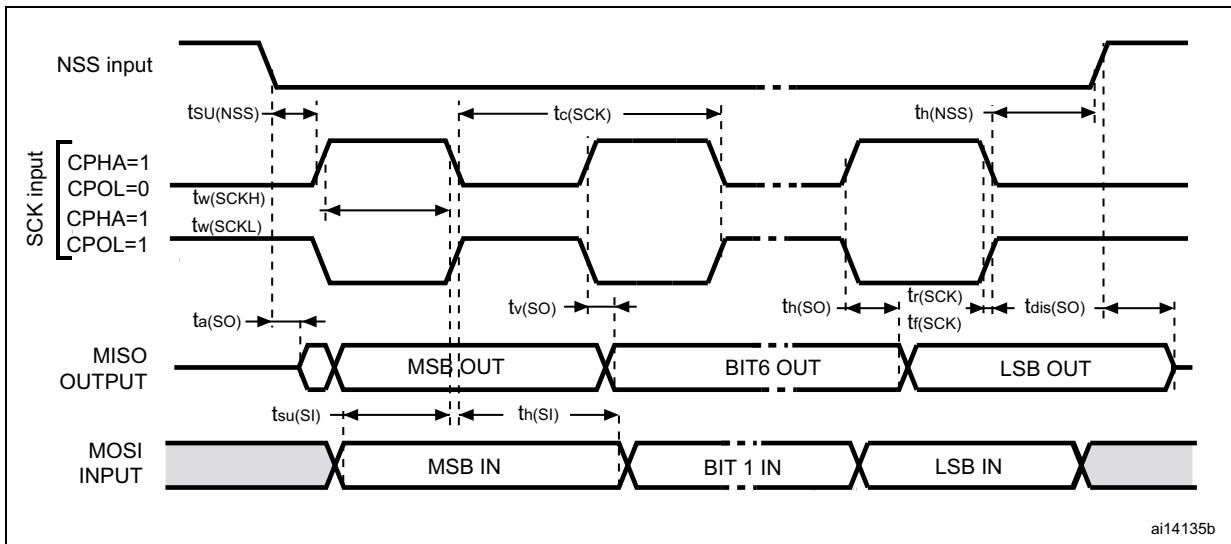 NSS input
tSU(NSS)
tc(SCK)
th(NSS)
SCK input
CPHA=1
CPOL=0
tw(SCKH)
CPHA=1
tw(SCKL)
CPOL=1
ta(SO)
tv(SO)
th(SO)
tr(SCK)
tf(SCK)
tdis(SO)
MISO
OUTPUT
MSB OUT
BIT6 OUT
LSB OUT
tsu(SI)
th(SI)
MOSI
INPUT
MSB IN
BIT 1 IN
LSB IN
ai14135b